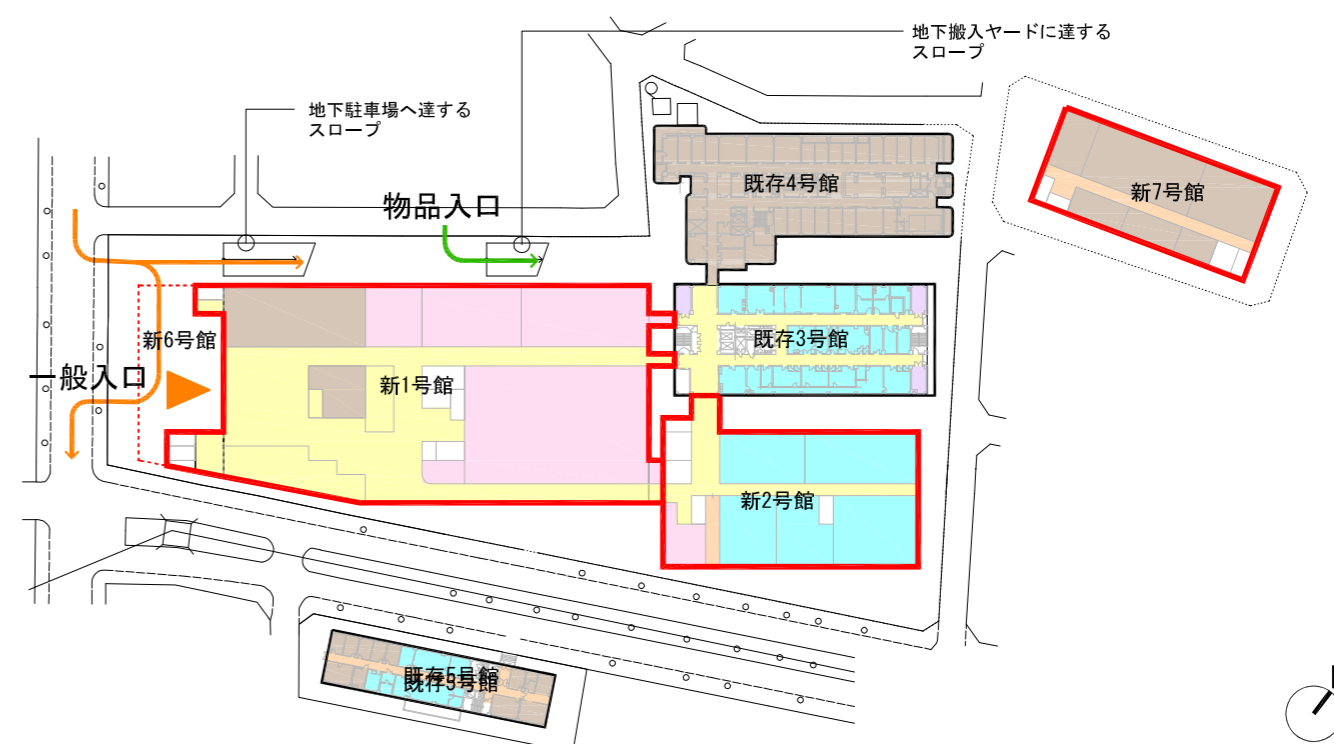 地下搬入ヤードに達する
スロープ
地下駐車場へ達する
スロープ
物品入口
既存4号館
新7号館
新6号館
既存3号館
一般入口
新1号館
新2号館
既存5号館